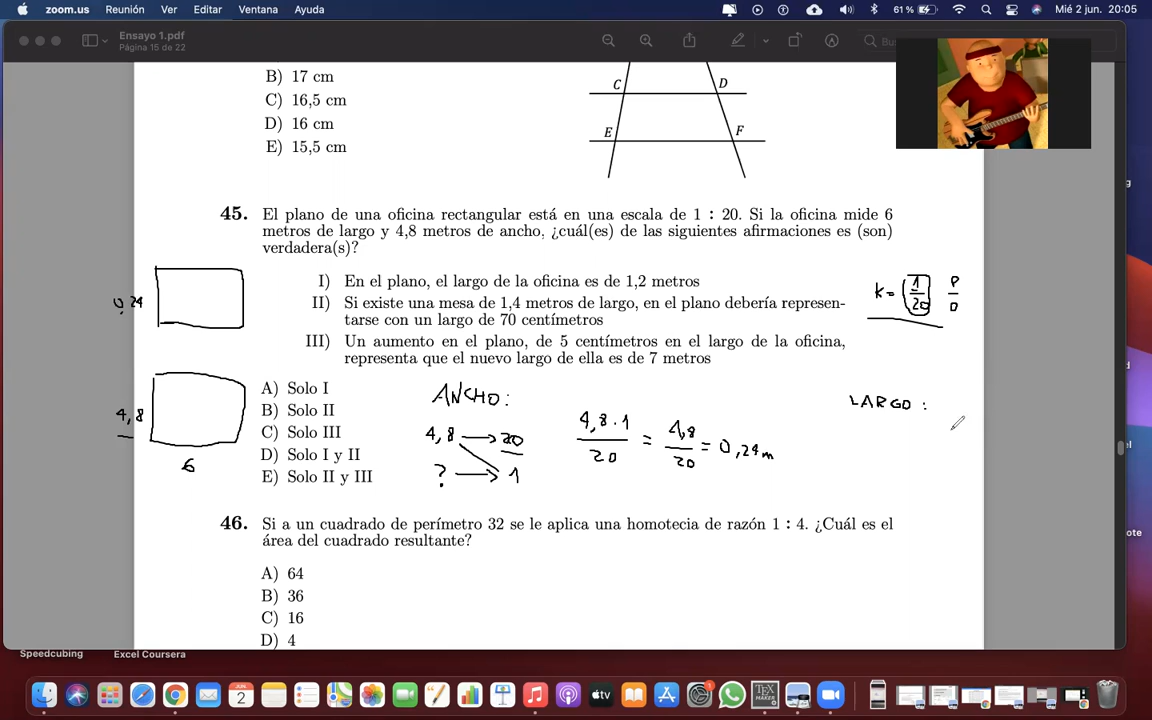 zoom.us Reunión Ver Editar Ventana Ayuda 61 % Mié 2 jun. 20:05
Ensayo 1.pdf
Página 15 de 22
Bus
B) 17 cm
C) 16,5 cm
D) 16 cm
E) 15,5 cm
C D
E F
45. El plano de una oficina rectangular está en una escala de 1 : 20. Si la oficina mide 6
metros de largo y 4,8 metros de ancho, ¿cuál(es) de las siguientes afirmaciones es (son)
verdadera(s)?
I) En el plano, el largo de la oficina es de 1,2 metros
II) Si existe una mesa de 1,4 metros de largo, en el plano debería represen-
tarse con un largo de 70 centímetros
III) Un aumento en el plano, de 5 centímetros en el largo de la oficina,
representa que el nuevo largo de ella es de 7 metros
0,24
K = (1/20) P/O
A) Solo I
B) Solo II
C) Solo III
D) Solo I y II
E) Solo II y III
4,8
6
ANCHO:
4,8 → 20
? → 1
4,8 · 1 / 20 = 4,8 / 20 = 0,24 m
LARGO:
46. Si a un cuadrado de perímetro 32 se le aplica una homotecia de razón 1 : 4. ¿Cuál es el
área del cuadrado resultante?
A) 64
B) 36
C) 16
D) 4
Speedcubing Excel Coursera
el
ote
JUN
2
TEX
MAKER